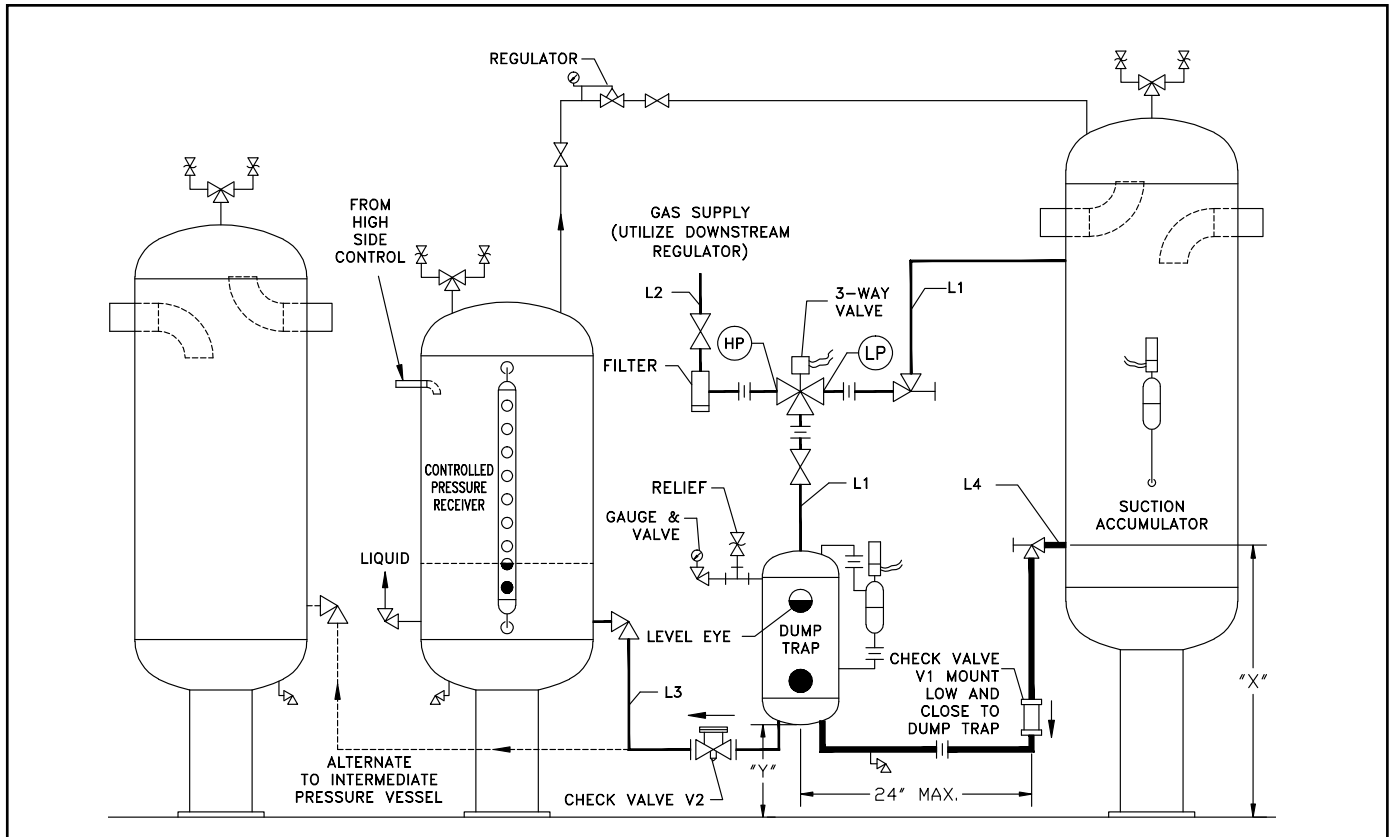 REGULATOR
FROM
HIGH
SIDE
CONTROL
GAS SUPPLY
(UTILIZE DOWNSTREAM
REGULATOR)
L2
3-WAY
VALVE
L1
HP
LP
FILTER
CONTROLLED
PRESSURE
RECEIVER
RELIEF
L1
L4
GAUGE &
VALVE
SUCTION
ACCUMULATOR
LIQUID
LEVEL EYE
DUMP
TRAP
CHECK VALVE
V1 MOUNT
LOW AND
CLOSE TO
DUMP TRAP
"X"
L3
"Y"
ALTERNATE
TO INTERMEDIATE
PRESSURE VESSEL
CHECK VALVE V2
24" MAX.